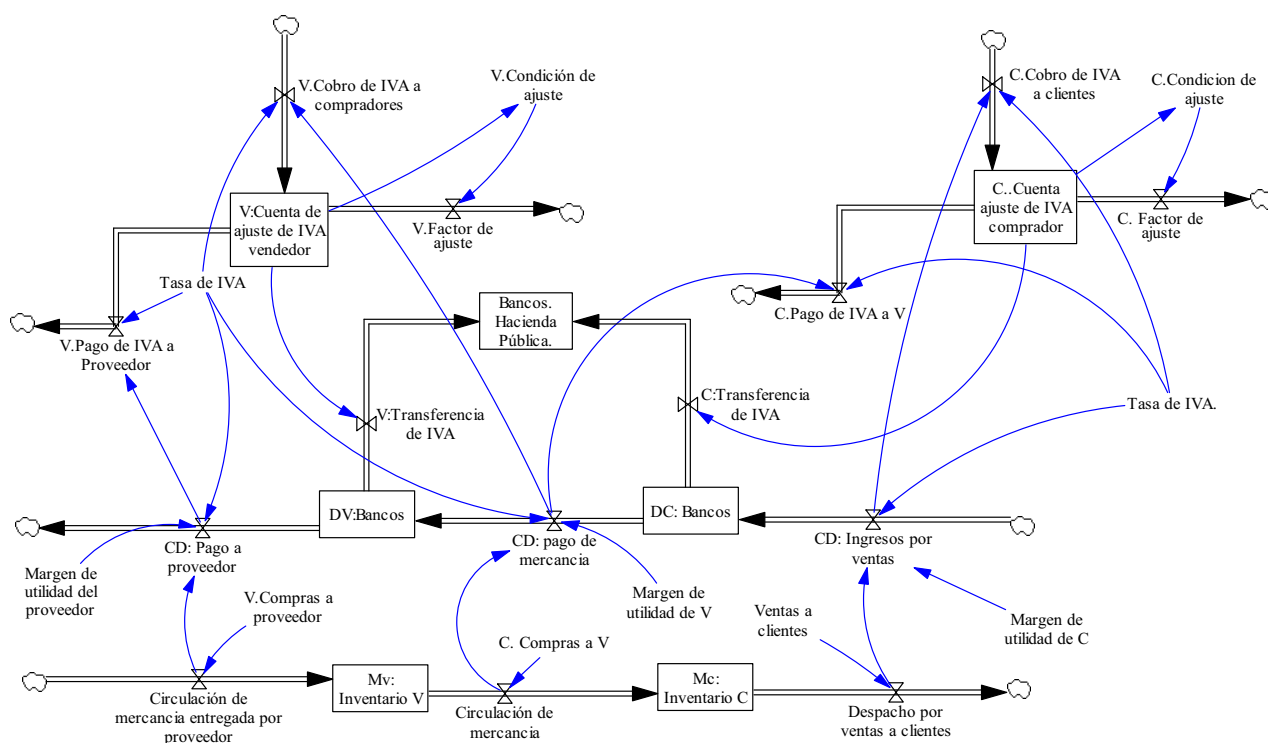 V.Cobro de IVA a
compradores
V.Condición de
ajuste
C.Cobro de IVA
a clientes
C.Condicion de
ajuste
V:Cuenta de
ajuste de IVA
vendedor
V.Factor de
ajuste
C..Cuenta
ajuste de IVA
comprador
C. Factor de
ajuste
Tasa de IVA
Bancos.
Hacienda
Pública.
C.Pago de IVA a V
V.Pago de IVA a
Proveedor
V:Transferencia
de IVA
C:Transferencia
de IVA
Tasa de IVA.
DV:Bancos
DC: Bancos
CD: Pago a
proveedor
CD: pago de
mercancia
CD: Ingresos por
ventas
Margen de
utilidad del
proveedor
V.Compras a
proveedor
Margen de
utilidad de V
Ventas a
clientes
Margen de
utilidad de C
C. Compras a V
Mv:
Inventario V
Mc:
Inventario C
Circulación de
mercancia entregada por
proveedor
Circulación de
mercancia
Despacho por
ventas a clientes